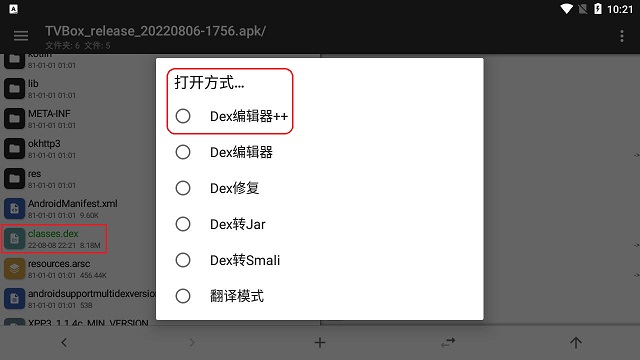 A
10:21
TVBox_release_20220806-1756.apk/
文件夹: 6 文件: 5
kotlin
81-01-01 01:01
lib
81-01-01 01:01
META-INF
81-01-01 01:01
okhttp3
81-01-01 01:01
res
81-01-01 01:01
AndroidManifest.xml
81-01-01 01:01 9.60K
classes.dex
22-08-08 22:21 8.18M
resources.arsc
81-01-01 01:01 456.44K
androidsupportmultidexversion
81-01-01 01:01 53B
XPP3_1.1.4c_MIN_VERSION
打开方式...
Dex编辑器++
Dex编辑器
Dex修复
Dex转Jar
Dex转Smali
翻译模式